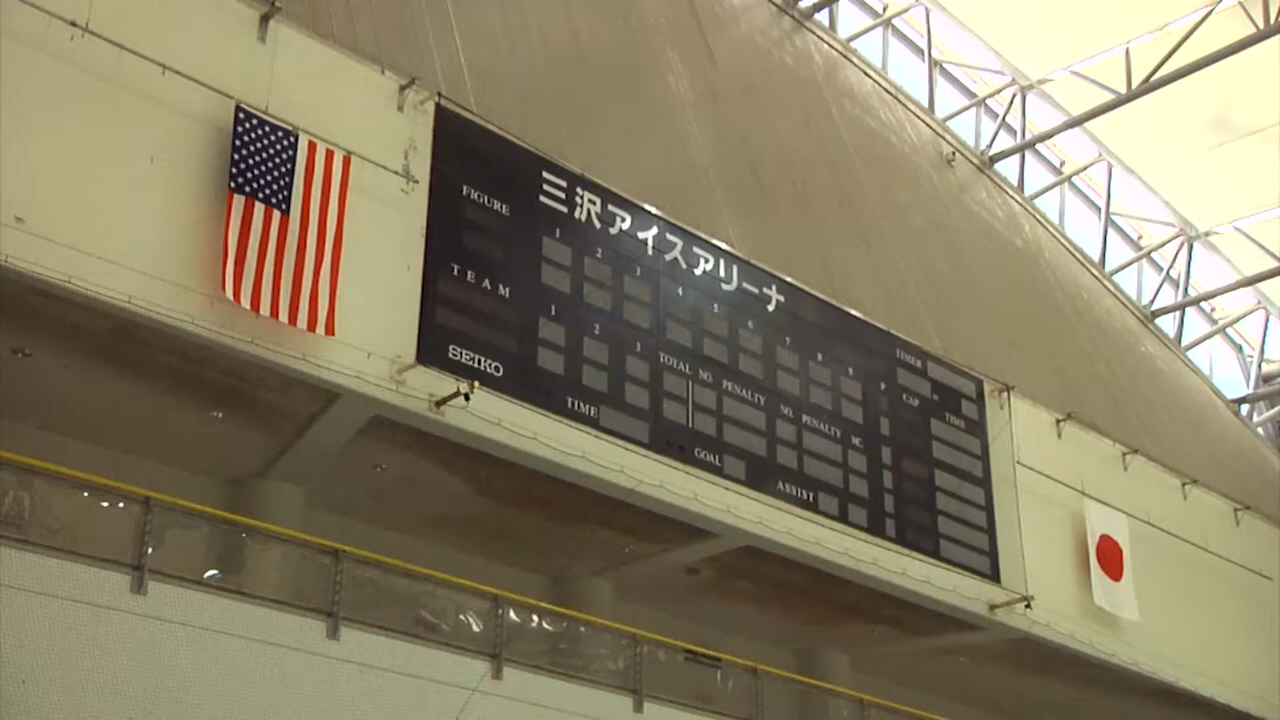 三沢アイスアリーナ
FIGURE
1 2 3 4 5 6 7 8 9 P
TIMER
CAP
TIME
TEAM
1 2 3
TOTAL NO. PENALTY NO. PENALTY
SEIKO
TIME
GOAL
ASSIST